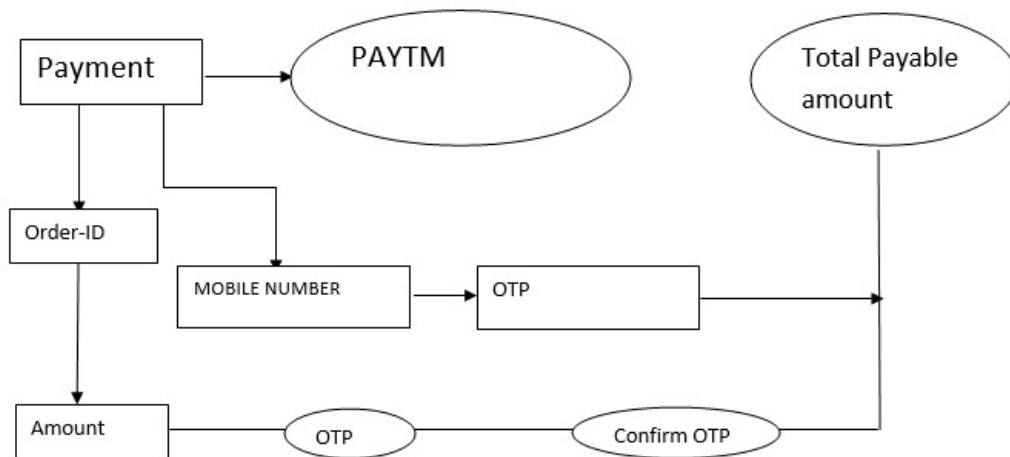 Payment
PAYTM
Total Payable
amount
Order-ID
MOBILE NUMBER
OTP
Amount
OTP
Confirm OTP